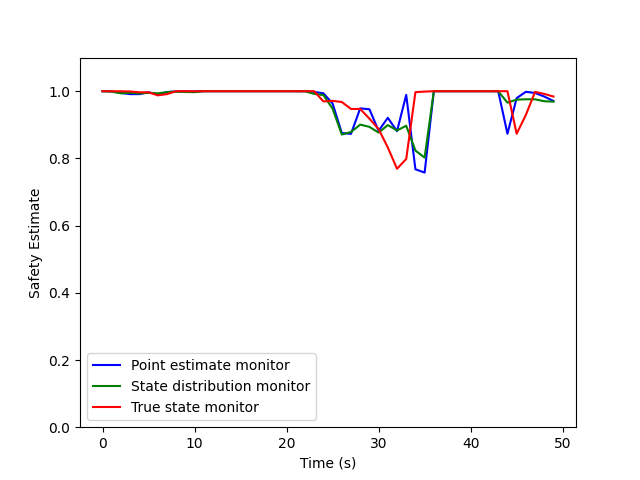 1.0
0.8
0.6
0.4
0.2
0.0
Safety Estimate
Point estimate monitor
State distribution monitor
True state monitor
0 10 20 30 40 50
Time (s)